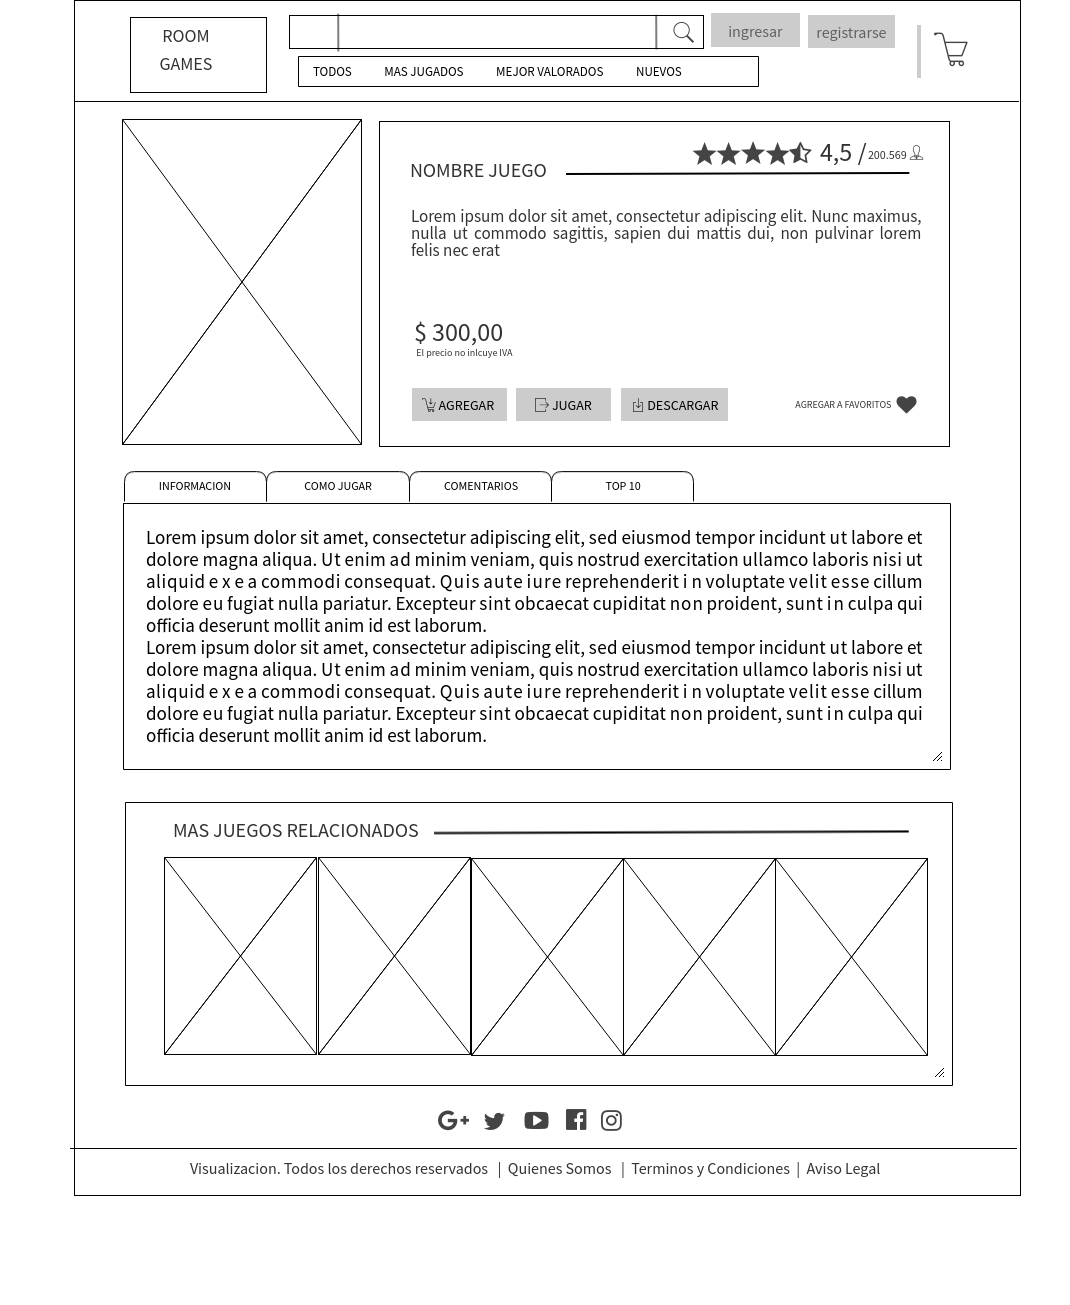 ROOM
GAMES
ingresar
registrarse
TODOS MAS JUGADOS MEJOR VALORADOS NUEVOS
4,5 / 200.569
NOMBRE JUEGO
Lorem ipsum dolor sit amet, consectetur adipiscing elit. Nunc maximus,
nulla ut commodo sagittis, sapien dui mattis dui, non pulvinar lorem
felis nec erat
$ 300,00
El precio no inlcuye IVA
AGREGAR JUGAR DESCARGAR AGREGAR A FAVORITOS
INFORMACION COMO JUGAR COMENTARIOS TOP 10
Lorem ipsum dolor sit amet, consectetur adipiscing elit, sed eiusmod tempor incidunt ut labore et
dolore magna aliqua. Ut enim ad minim veniam, quis nostrud exercitation ullamco laboris nisi ut
aliquid e x e a commodi consequat. Quis aute iure reprehenderit i n voluptate velit esse cillum
dolore eu fugiat nulla pariatur. Excepteur sint obcaecat cupiditat non proident, sunt in culpa qui
officia deserunt mollit anim id est laborum.
Lorem ipsum dolor sit amet, consectetur adipiscing elit, sed eiusmod tempor incidunt ut labore et
dolore magna aliqua. Ut enim ad minim veniam, quis nostrud exercitation ullamco laboris nisi ut
aliquid e x e a commodi consequat. Quis aute iure reprehenderit i n voluptate velit esse cillum
dolore eu fugiat nulla pariatur. Excepteur sint obcaecat cupiditat non proident, sunt in culpa qui
officia deserunt mollit anim id est laborum.
MAS JUEGOS RELACIONADOS
Visualizacion. Todos los derechos reservados | Quienes Somos | Terminos y Condiciones | Aviso Legal